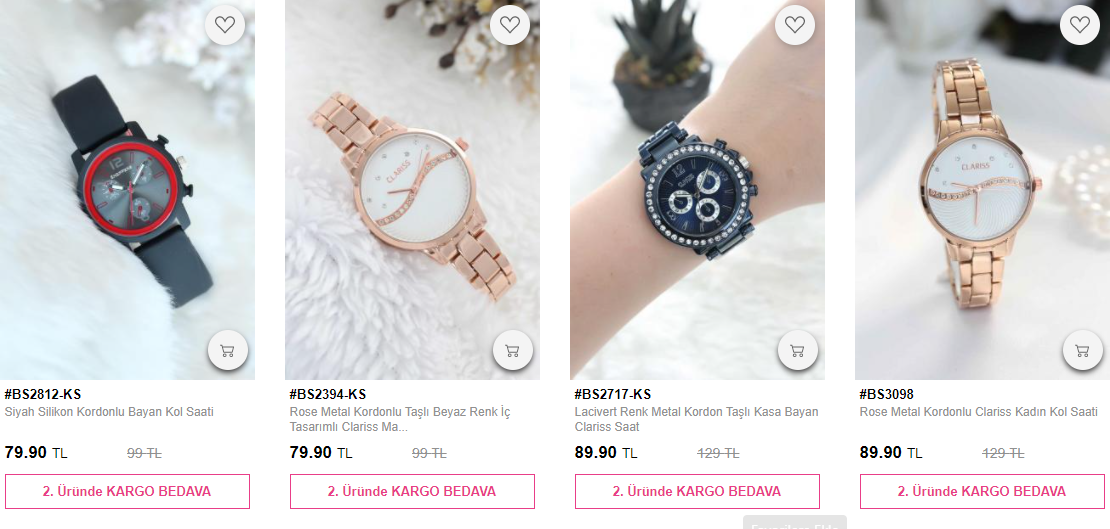 12
CLARISS
12
CLARISS
#BS2812-KS
Siyah Silikon Kordonlu Bayan Kol Saati
79.90 TL
99 TL
2. Üründe KARGO BEDAVA
#BS2394-KS
Rose Metal Kordonlu Taşlı Beyaz Renk İç
Tasarımlı Clariss Ma...
79.90 TL
99 TL
2. Üründe KARGO BEDAVA
#BS2717-KS
Lacivert Renk Metal Kordon Taşlı Kasa Bayan
Clariss Saat
89.90 TL
129 TL
2. Üründe KARGO BEDAVA
#BS3098
Rose Metal Kordonlu Clariss Kadın Kol Saati
89.90 TL
129 TL
2. Üründe KARGO BEDAVA